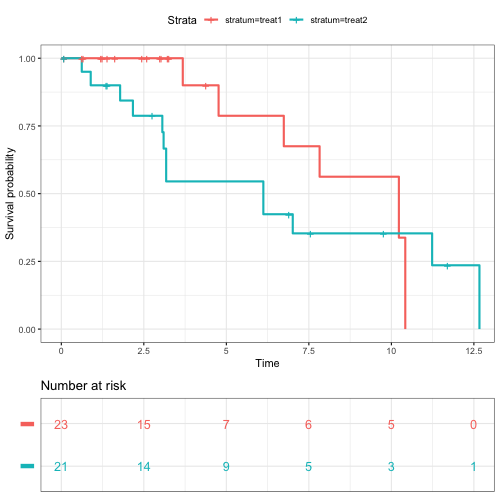 Strata stratum=treat1 stratum=treat2
1.00
0.75
0.50
0.25
0.00
Survival probability
0 2.5 5 7.5 10 12.5
Time
Number at risk
23 15 7 6 5 0
21 14 9 5 3 1